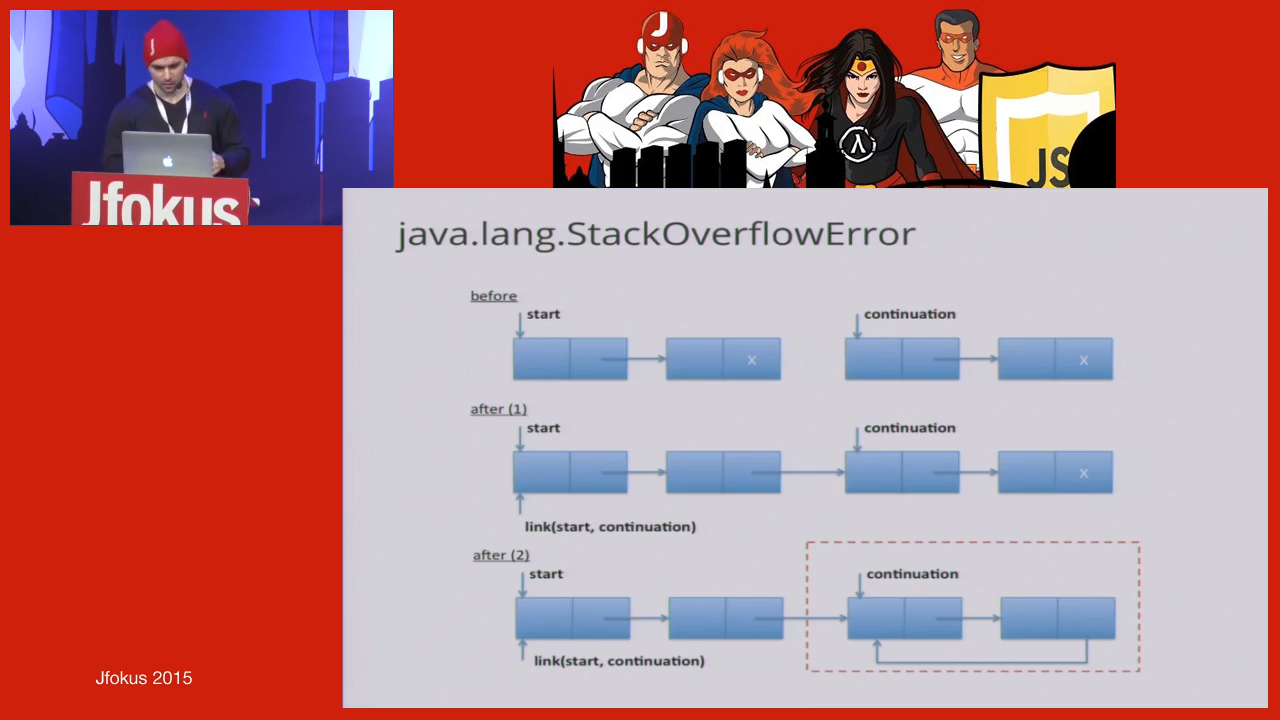 J
Jfokus
J
JS
java.lang.StackOverflowError
before
start
continuation
x
x
after (1)
start
continuation
x
link(start, continuation)
after (2)
start
continuation
link(start, continuation)
Jfokus 2015